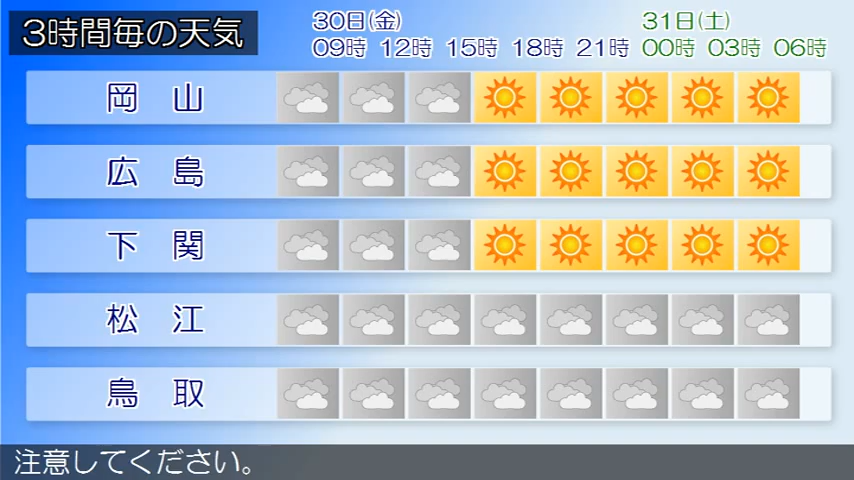 3時間毎の天気
30日(金) 31日(土)
09時 12時 15時 18時 21時 00時 03時 06時
岡山
広島
下関
松江
鳥取
注意してください。